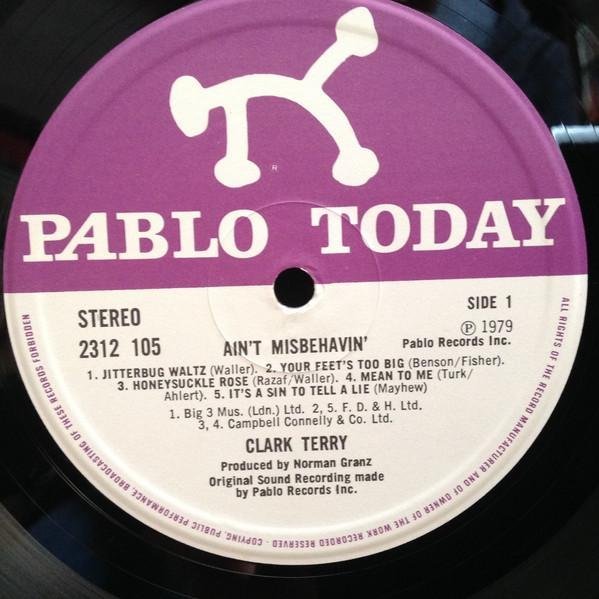 ®
PABLO TODAY
STEREO
SIDE 1
2312 105
AIN'T MISBEHAVIN'
℗ 1979
Pablo Records Inc.
1. JITTERBUG WALTZ (Waller). 2. YOUR FEET'S TOO BIG (Benson/Fisher).
3. HONEYSUCKLE ROSE (Razaf/Waller). 4. MEAN TO ME (Turk/
Ahlert). 5. IT'S A SIN TO TELL A LIE (Mayhew)
1. Big 3 Mus. (Ldn.) Ltd. 2, 5. F. D. & H. Ltd.
3, 4. Campbell Connelly & Co. Ltd.
CLARK TERRY
Produced by Norman Granz
Original Sound Recording made
by Pablo Records Inc.
ALL RIGHTS OF THE RECORD MANUFACTURER AND OF OWNER OF THE WORK RECORDED RESERVED - COPYING, PUBLIC PERFORMANCE, BROADCASTING OF THESE RECORDS FORBIDDEN